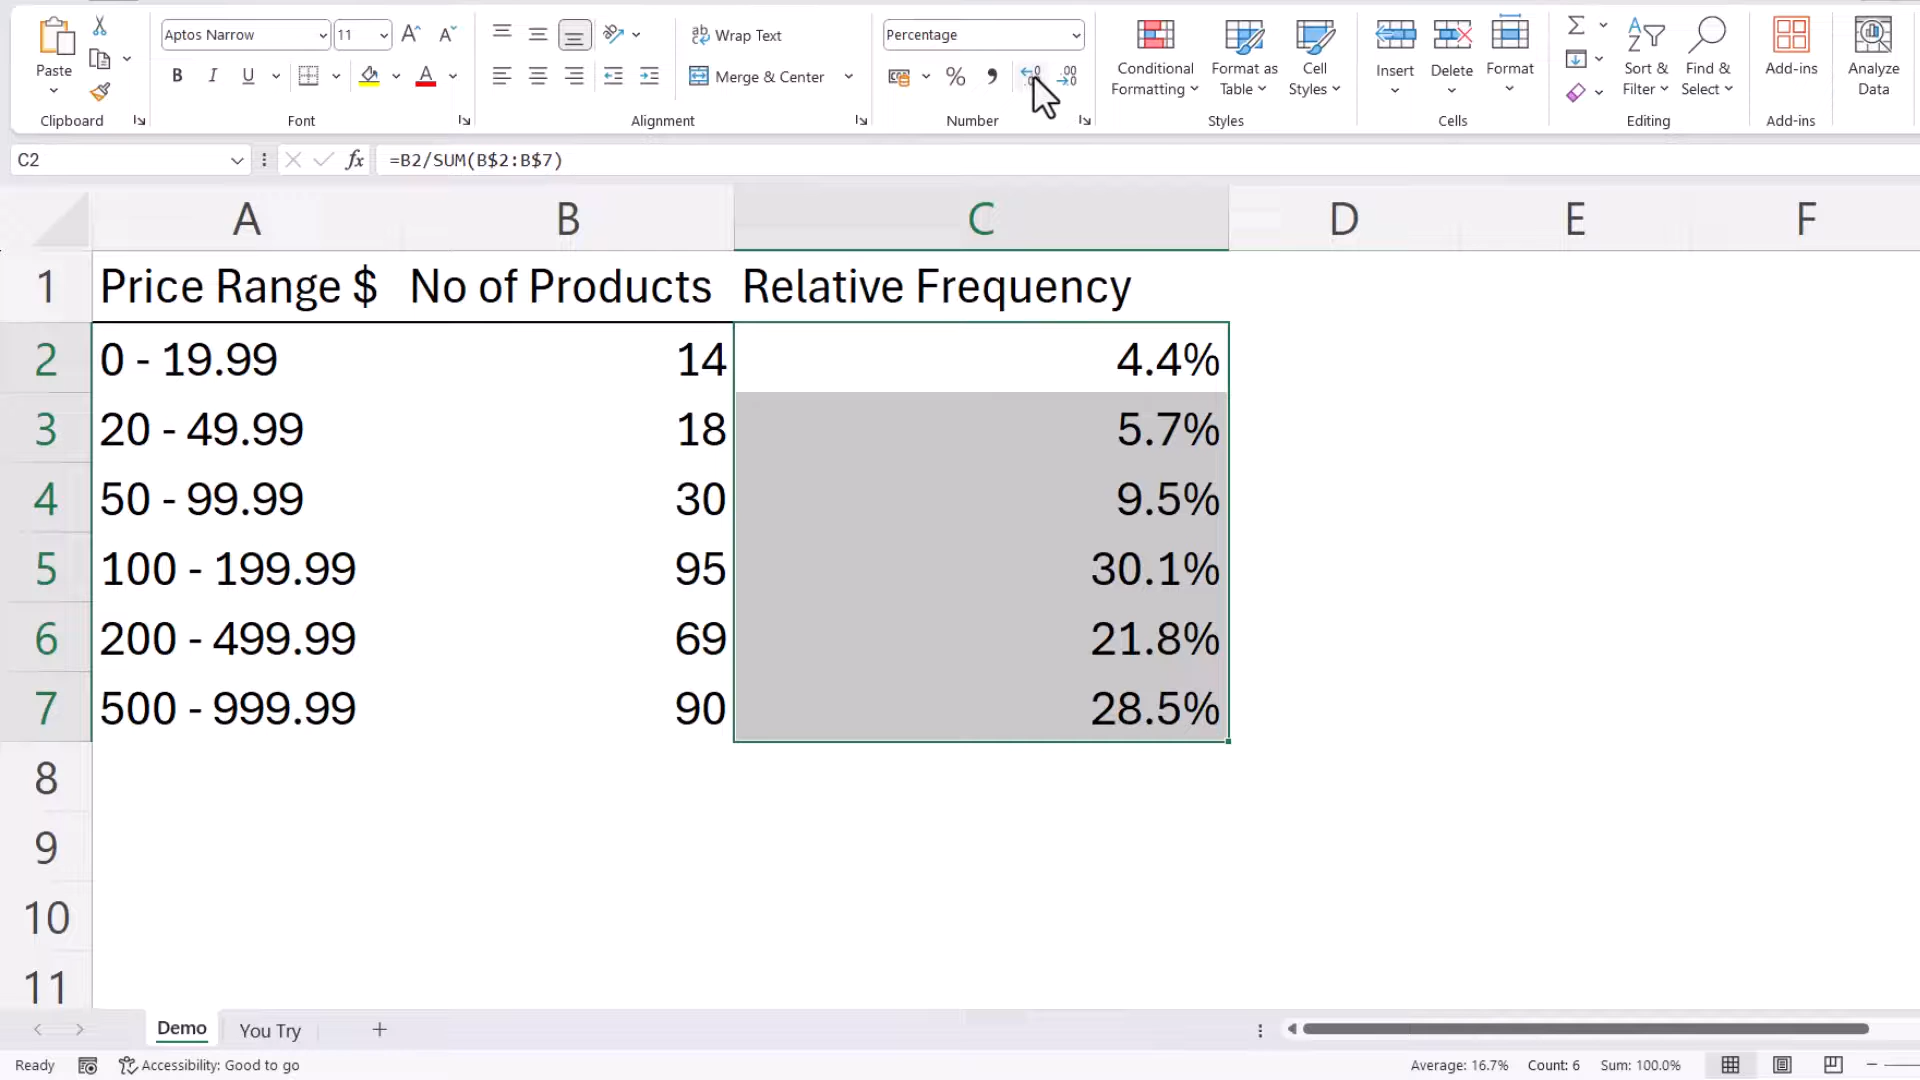 Paste
Clipboard
Aptos Narrow
11
B I U
Font
Wrap Text
Merge & Center
Alignment
Percentage
Number
Conditional
Formatting
Format as
Table
Cell
Styles
Styles
Insert
Delete
Format
Cells
Sort &
Filter
Find &
Select
Editing
Add-ins
Add-ins
Analyze
Data
C2
fx
=B2/SUM(B$2:B$7)
A B C D E F
1 Price Range $ No of Products Relative Frequency
2 0 - 19.99 14 4.4%
3 20 - 49.99 18 5.7%
4 50 - 99.99 30 9.5%
5 100 - 199.99 95 30.1%
6 200 - 499.99 69 21.8%
7 500 - 999.99 90 28.5%
8
9
10
11
Demo You Try
Ready Accessibility: Good to go Average: 16.7% Count: 6 Sum: 100.0%